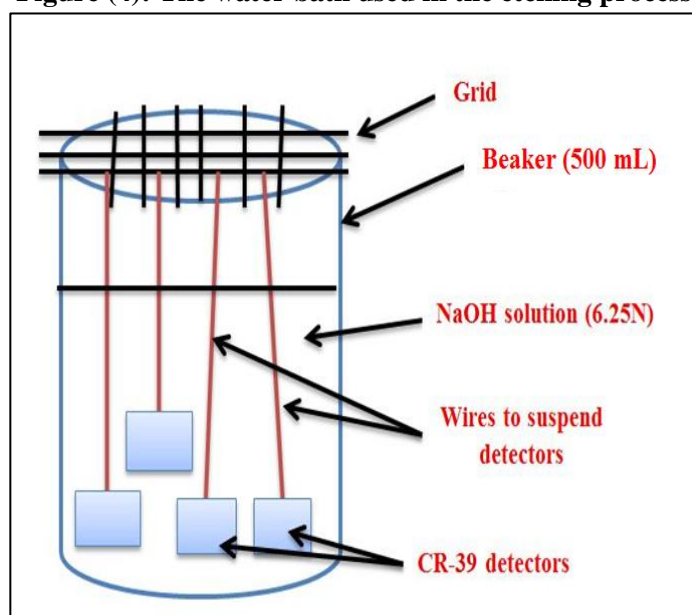 Figure (4): The water bath used in the etching process
Grid
Beaker (500 mL)
NaOH solution (6.25N)
Wires to suspend
detectors
CR-39 detectors